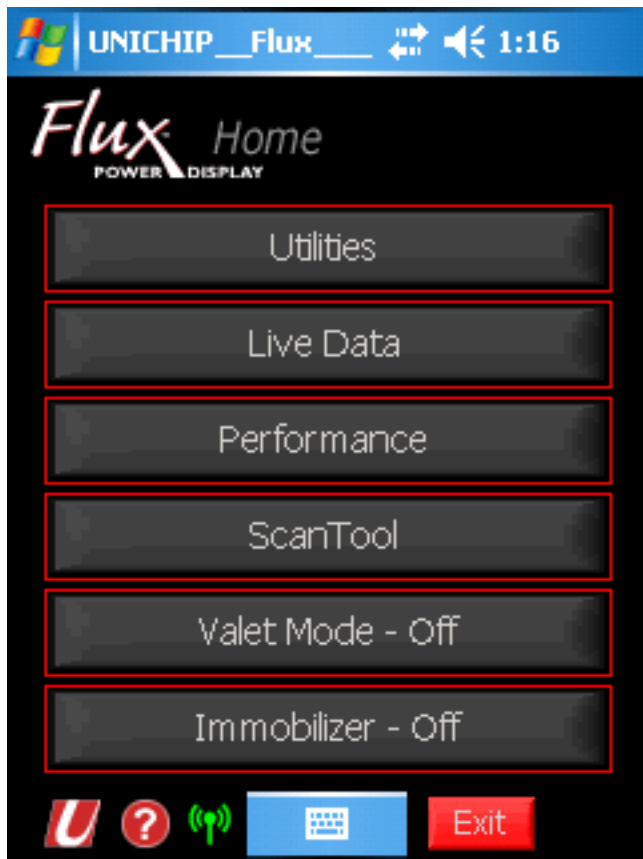 UNICHIP__Flux____ 1:16
Flux Home
POWER DISPLAY
Utilities
Live Data
Performance
ScanTool
Valet Mode - Off
Immobilizer - Off
U ? Exit